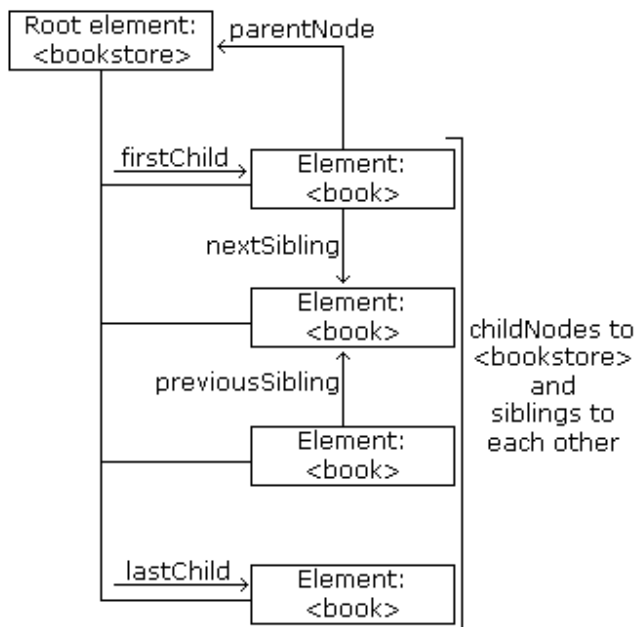 Root element:
<bookstore>
parentNode
firstChild
Element:
<book>
nextSibling
Element:
<book>
previousSibling
Element:
<book>
lastChild
Element:
<book>
childNodes to
<bookstore>
and
siblings to
each other